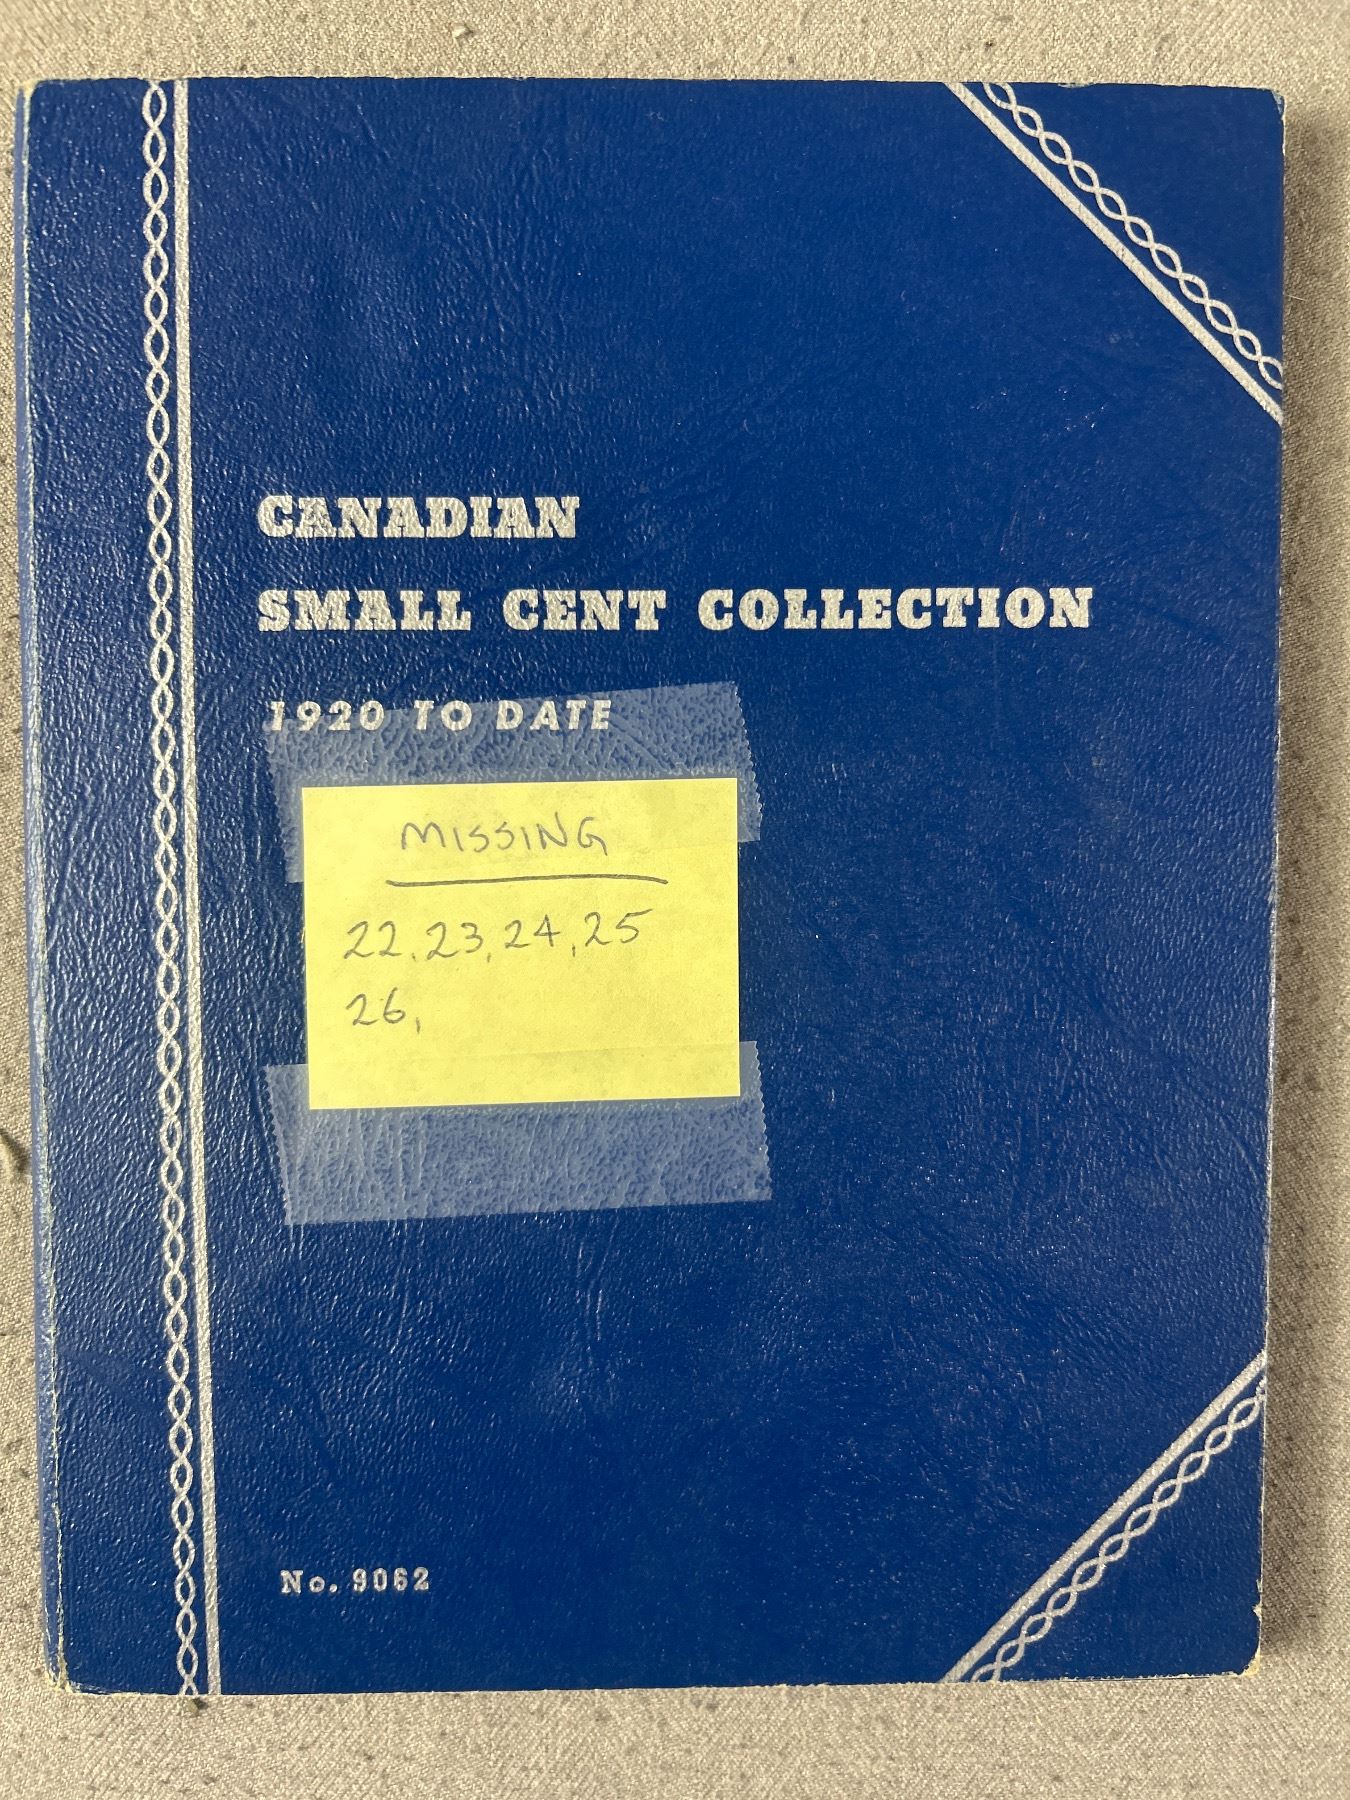 CANADIAN
SMALL CENT COLLECTION
1920 TO DATE
MISSING
22, 23, 24, 25
26,
No. 9062